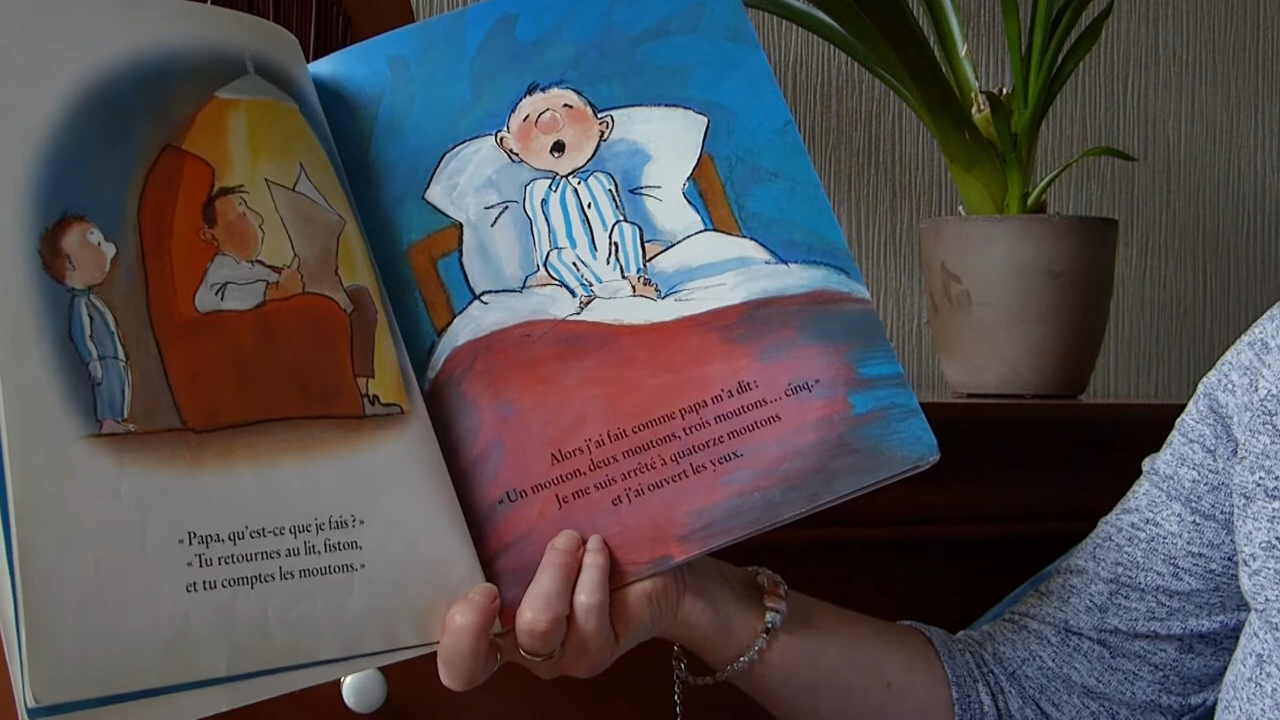 « Papa, qu'est-ce que je fais ? »
« Tu retournes au lit, fiston,
et tu comptes les moutons. »
Alors j'ai fait comme papa m'a dit :
« Un mouton, deux moutons, trois moutons... cinq. »
Je me suis arrêté à quatorze moutons
et j'ai ouvert les yeux.